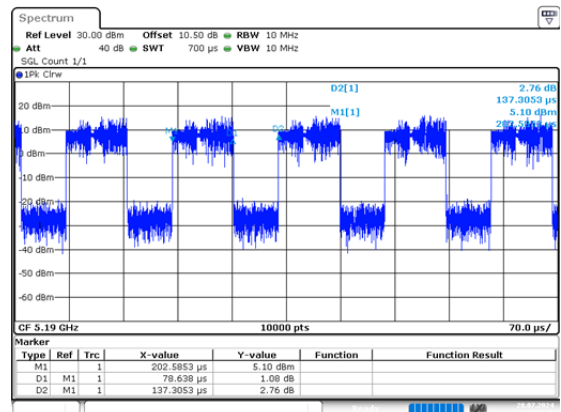 Spectrum
Ref Level 30.00 dBm Offset 10.50 dB RBW 10 MHz
Att 40 dB SWT 700 µs VBW 10 MHz
SGL Count 1/1
1Pk Clrw
D2[1] 2.76 dB
137.3053 µs
M1[1] 5.10 dBm
20 dBm
-10 dBm
-20 dBm
-40 dBm
-50 dBm
-60 dBm
CF 5.19 GHz 10000 pts 70.0 µs/
Marker
Type Ref Trc X-value Y-value Function Function Result
M1 1 202.5853 µs 5.10 dBm
D1 M1 1 78.638 µs 1.08 dB
D2 M1 1 137.3053 µs 2.76 dB